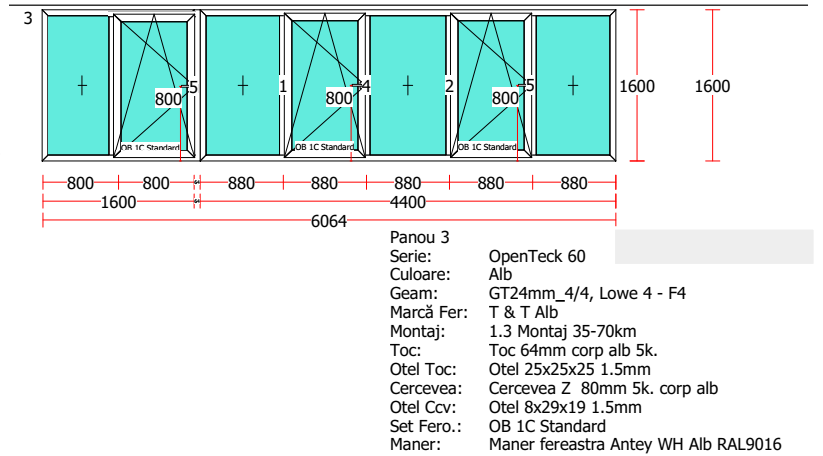 3
5 1 4 2 5
800 800 800
1600 1600
OB 1C Standard OB 1C Standard OB 1C Standard
800 800 880 880 880 880 880
1600 64 4400
6064
Panou 3
Serie: OpenTeck 60
Culoare: Alb
Geam: GT24mm_4/4, Lowe 4 - F4
Marcă Fer: T & T Alb
Montaj: 1.3 Montaj 35-70km
Toc: Toc 64mm corp alb 5k.
Otel Toc: Otel 25x25x25 1.5mm
Cercevea: Cercevea Z 80mm 5k. corp alb
Otel Ccv: Otel 8x29x19 1.5mm
Set Fero.: OB 1C Standard
Maner: Maner fereastra Antey WH Alb RAL9016